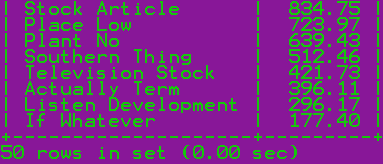 | Stock Article      | 834.75 |
| Place Low          | 723.97 |
| Plant No           | 639.43 |
| Southern Thing     | 512.46 |
| Television Stock   | 421.73 |
| Actually Term      | 396.11 |
| Listen Development | 296.17 |
| If Whatever        | 177.40 |
+--------------------+---------+
50 rows in set (0.00 sec)